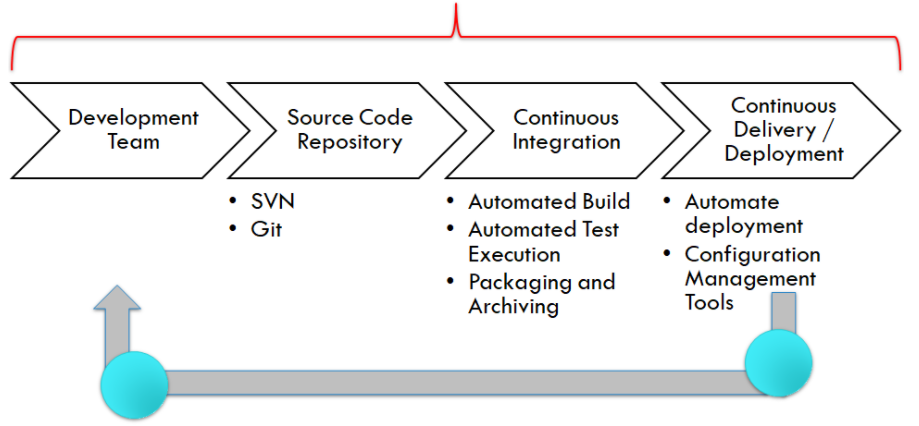 Development
Team
Source Code
Repository
Continuous
Integration
Continuous
Delivery /
Deployment
• SVN
• Git
• Automated Build
• Automated Test
Execution
• Packaging and
Archiving
• Automate
deployment
• Configuration
Management
Tools